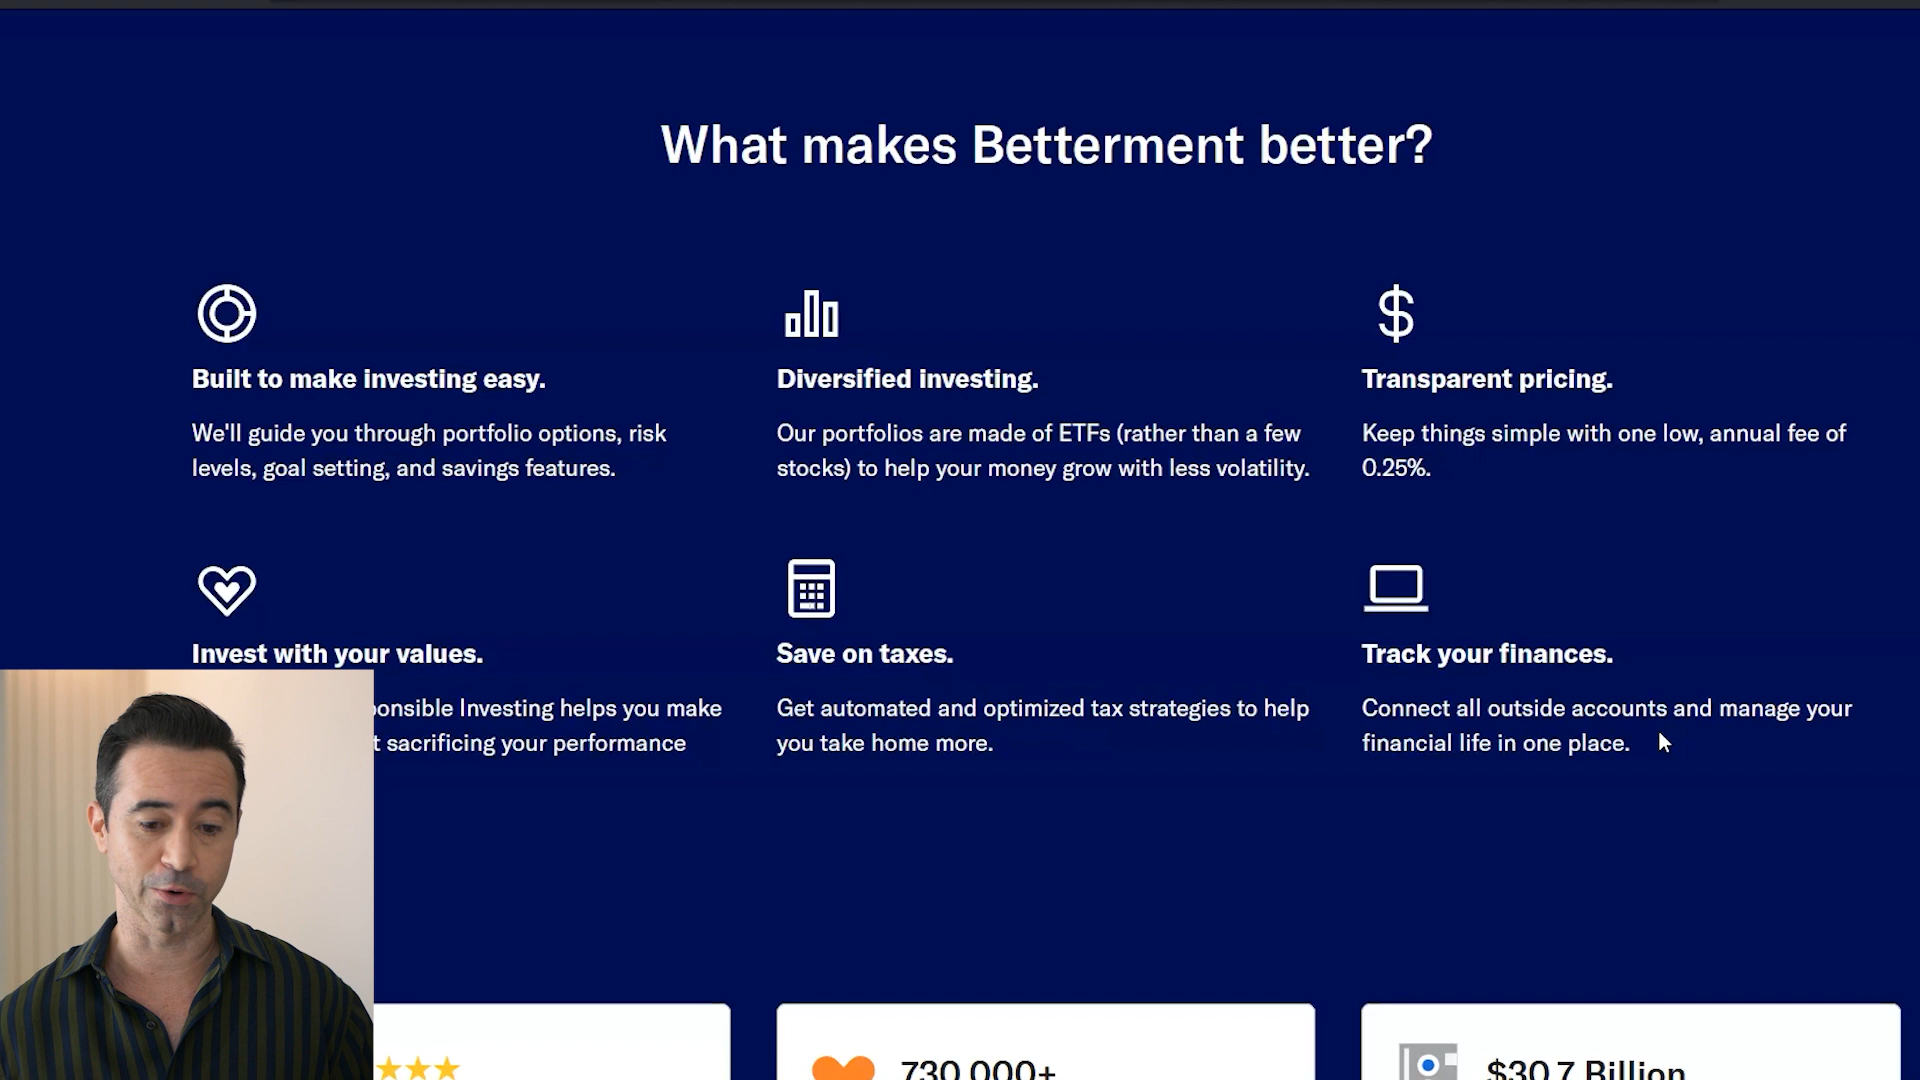 What makes Betterment better?
Built to make investing easy.
We'll guide you through portfolio options, risk
levels, goal setting, and savings features.
Diversified investing.
Our portfolios are made of ETFs (rather than a few
stocks) to help your money grow with less volatility.
Transparent pricing.
Keep things simple with one low, annual fee of
0.25%.
Invest with your values.
Investing helps you make
sacrificing your performance
Save on taxes.
Get automated and optimized tax strategies to help
you take home more.
Track your finances.
Connect all outside accounts and manage your
financial life in one place.
730,000+
$30.7 Billion